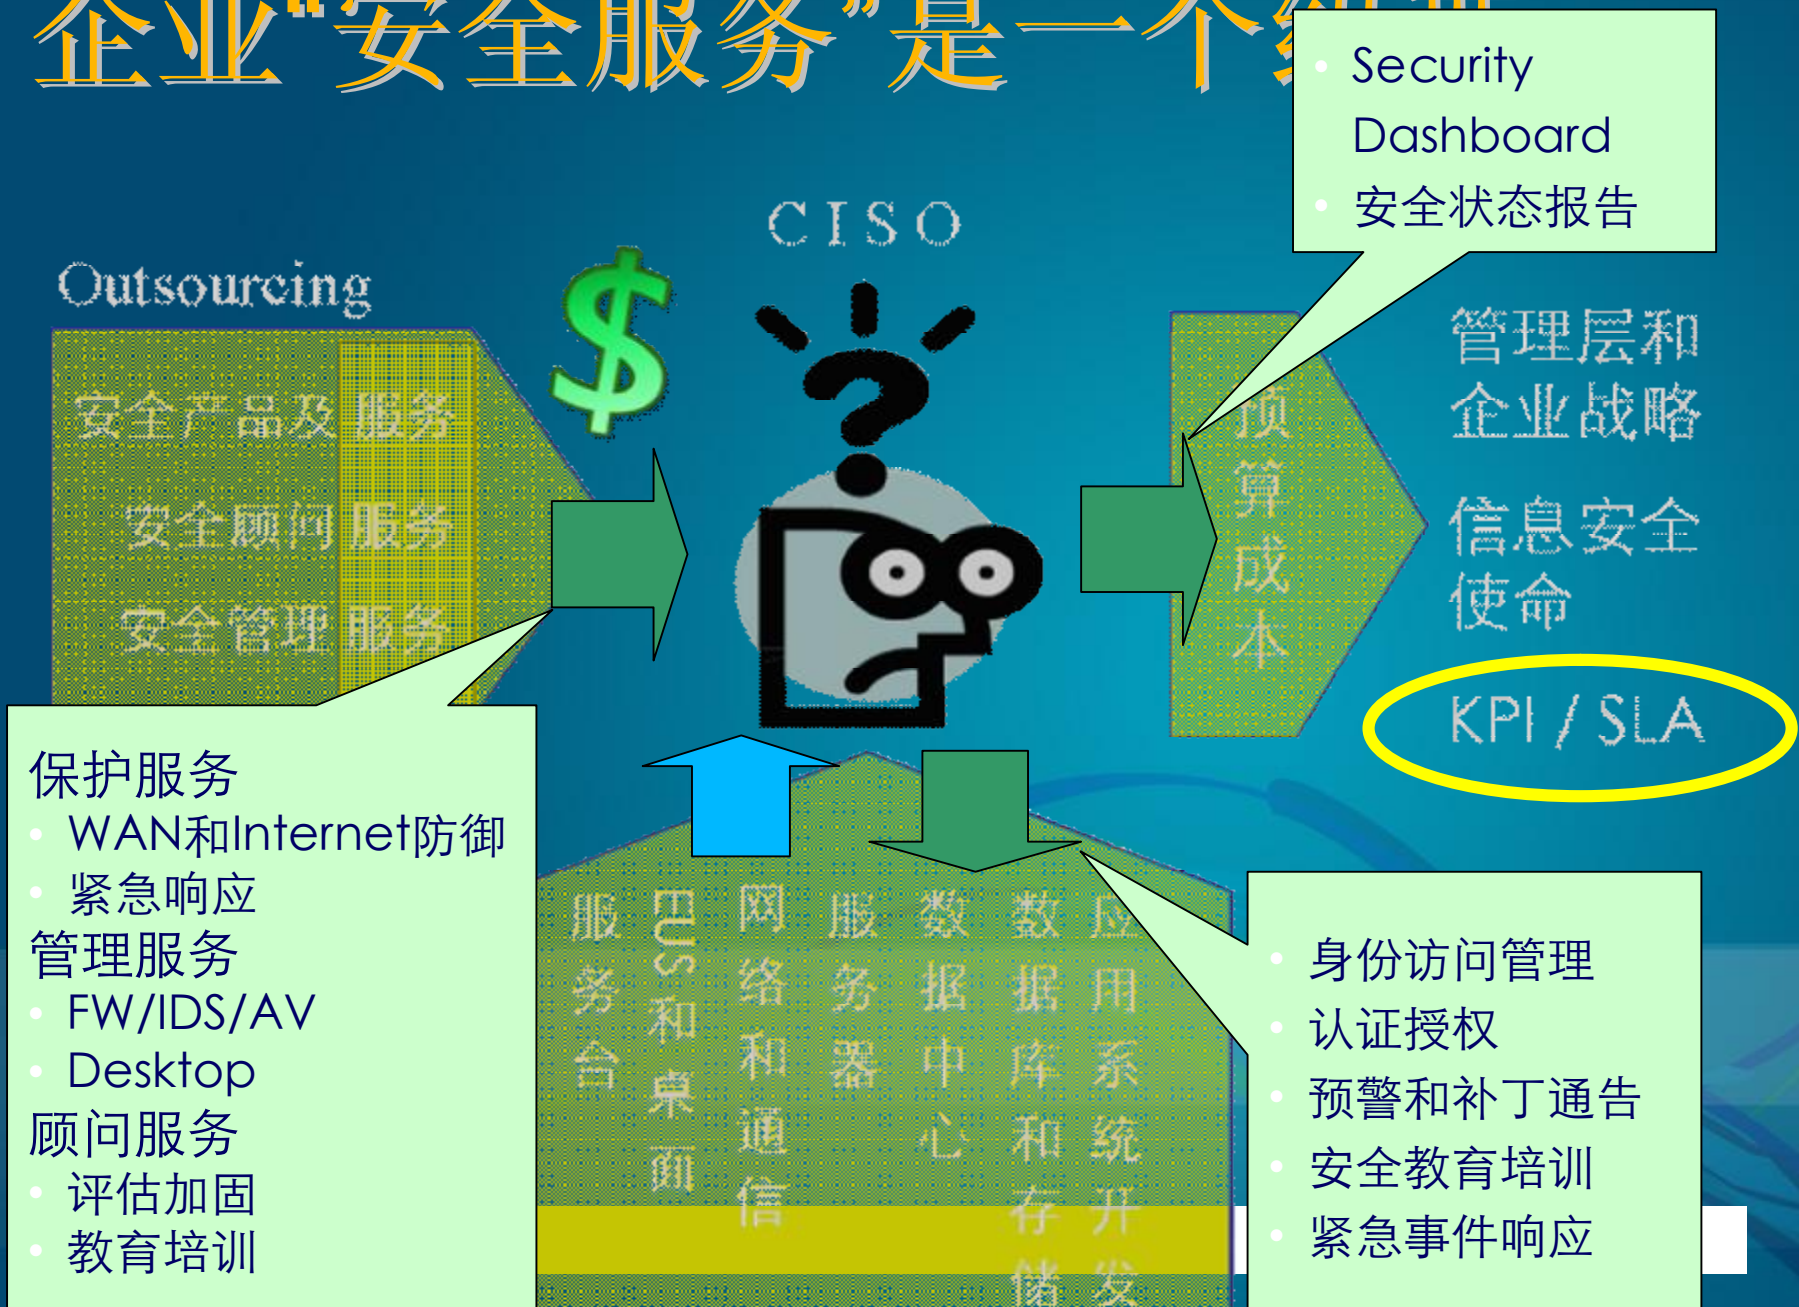 企业"安全服务"是一个
Security
Dashboard
安全状态报告
CISO
Outsourcing
$
安全产品及服务
安全顾问服务
安全管理服务
预算成本
管理层和
企业战略
信息安全
使命
KPI / SLA
保护服务
WAN和Internet防御
紧急响应
管理服务
FW/IDS/AV
Desktop
顾问服务
评估加固
教育培训
服务台
EUS和桌面
网络和通信
服务器
数据中心
数据库和存储
应用系统开发
身份访问管理
认证授权
预警和补丁通告
安全教育培训
紧急事件响应